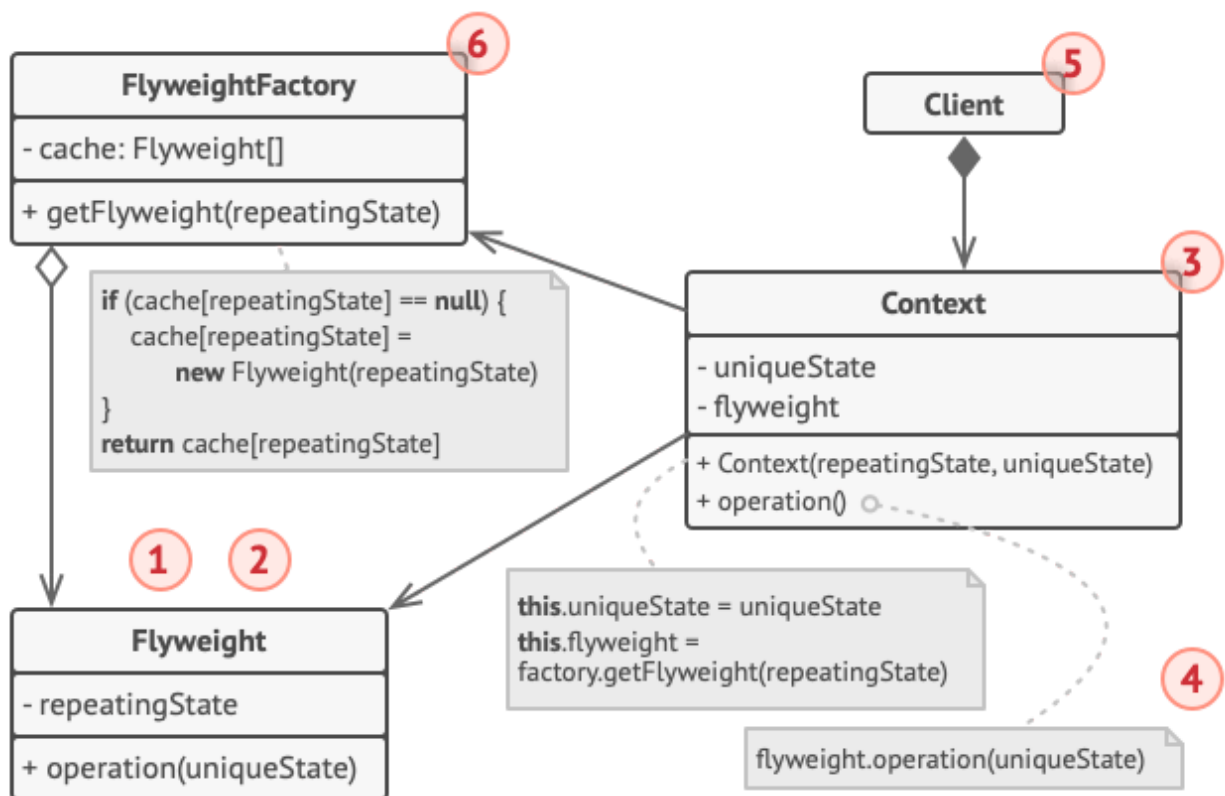 6
FlyweightFactory
- cache: Flyweight[]
+ getFlyweight(repeatingState)
if (cache[repeatingState] == null) {
cache[repeatingState] =
new Flyweight(repeatingState)
}
return cache[repeatingState]
5
Client
3
Context
- uniqueState
- flyweight
+ Context(repeatingState, uniqueState)
+ operation()
this.uniqueState = uniqueState
this.flyweight =
factory.getFlyweight(repeatingState)
4
flyweight.operation(uniqueState)
1
2
Flyweight
- repeatingState
+ operation(uniqueState)